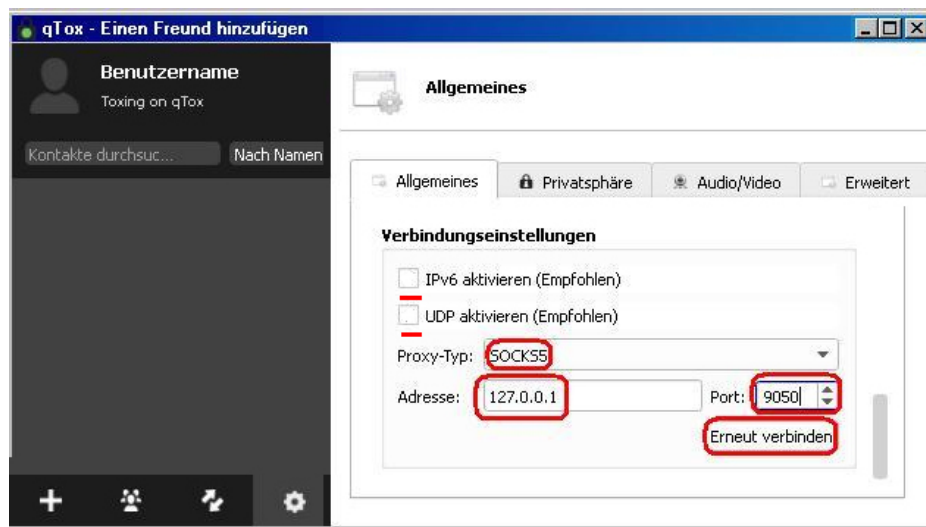 qTox - Einen Freund hinzufügen
Benutzername
Toxing on qTox
Kontakte durchsuc...
Nach Namen
Allgemeines
Allgemeines
Privatsphäre
Audio/Video
Erweitert
Verbindungseinstellungen
IPv6 aktivieren (Empfohlen)
UDP aktivieren (Empfohlen)
Proxy-Typ: SOCKS5
Adresse: 127.0.0.1 Port: 9050
Erneut verbinden